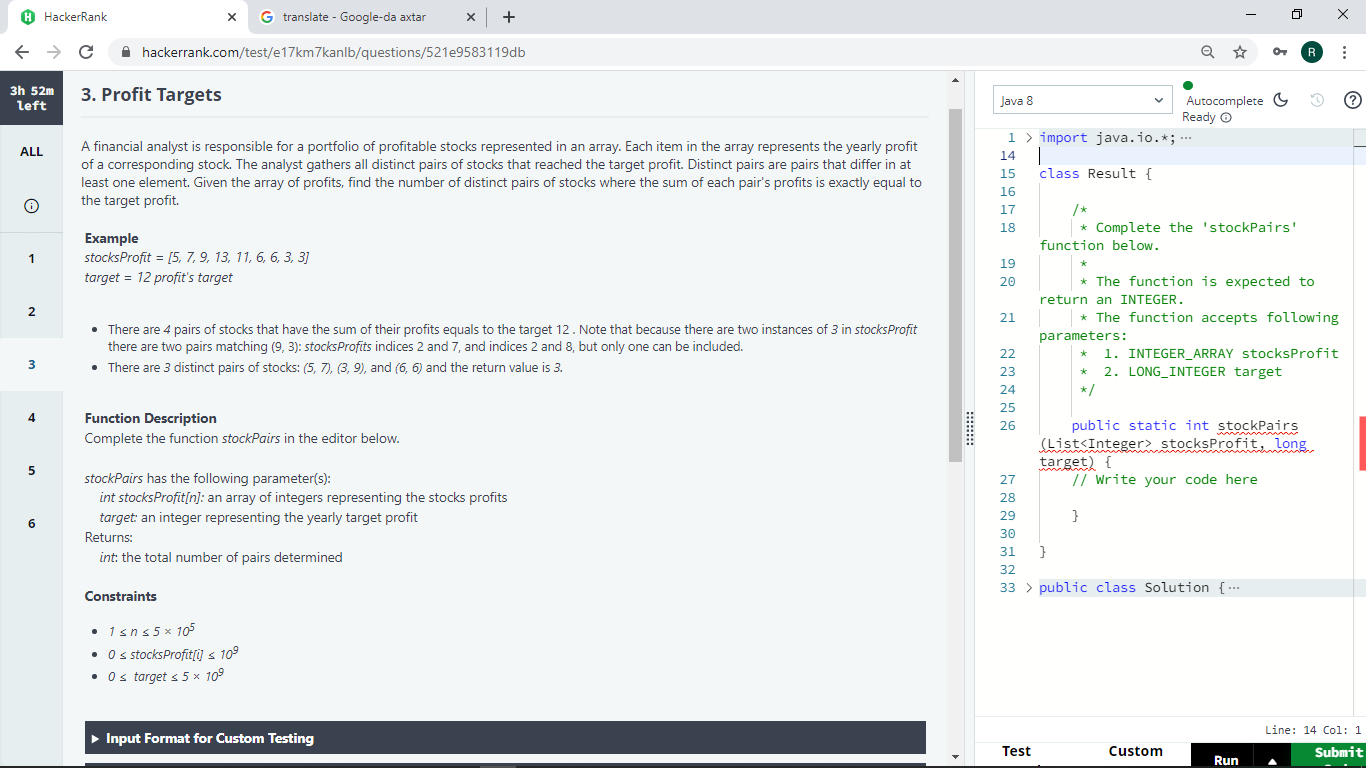 HackerRank
translate - Google-da axtar
hackerrank.com/test/e17km7kanlb/questions/521e9583119db
R
3h 52m
left
ALL
1
2
3
4
5
6
3. Profit Targets
A financial analyst is responsible for a portfolio of profitable stocks represented in an array. Each item in the array represents the yearly profit
of a corresponding stock. The analyst gathers all distinct pairs of stocks that reached the target profit. Distinct pairs are pairs that differ in at
least one element. Given the array of profits, find the number of distinct pairs of stocks where the sum of each pair's profits is exactly equal to
the target profit.
Example
stocksProfit = [5, 7, 9, 13, 11, 6, 6, 3, 3]
target = 12 profit's target
• There are 4 pairs of stocks that have the sum of their profits equals to the target 12 . Note that because there are two instances of 3 in stocksProfit
there are two pairs matching (9, 3): stocksProfits indices 2 and 7, and indices 2 and 8, but only one can be included.
• There are 3 distinct pairs of stocks: (5, 7), (3, 9), and (6, 6) and the return value is 3.
Function Description
Complete the function stockPairs in the editor below.
stockPairs has the following parameter(s):
int stocksProfit[n]: an array of integers representing the stocks profits
target: an integer representing the yearly target profit
Returns:
int: the total number of pairs determined
Constraints
• 1 ≤ n ≤ 5 × 10⁵
• 0 ≤ stocksProfit[i] ≤ 10⁹
• 0 ≤ target ≤ 5 × 10⁹
Input Format for Custom Testing
Java 8
Autocomplete
Ready
1 import java.io.*;
14
15 class Result {
16
17 /*
18 * Complete the 'stockPairs'
function below.
19 *
20 * The function is expected to
return an INTEGER.
21 * The function accepts following
parameters:
22 * 1. INTEGER_ARRAY stocksProfit
23 * 2. LONG_INTEGER target
24 */
25
26 public static int stockPairs
(List<Integer> stocksProfit, long
target) {
27 // Write your code here
28
29 }
30
31 }
32
33 public class Solution {
Line: 14 Col: 1
Test
Custom
Run
Submit